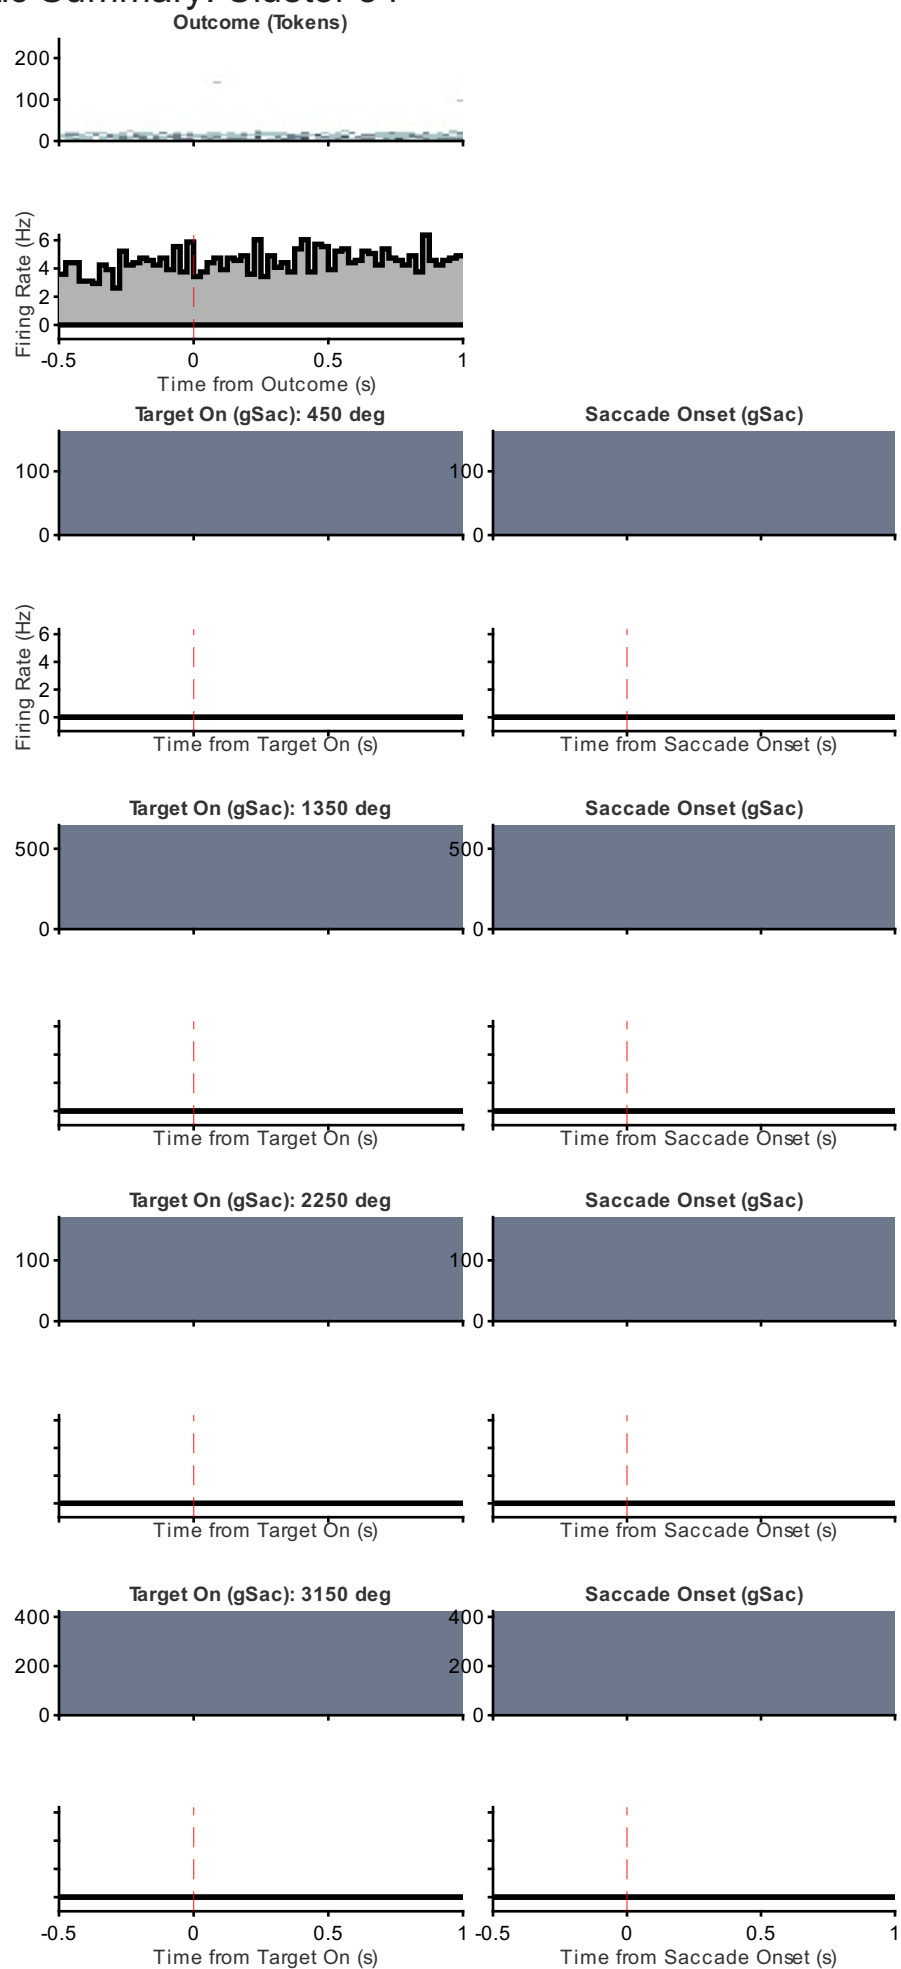 Summary: Cluster
Outcome (Tokens)
200
100
0
Firing Rate (Hz)
6
4
2
0
-0.5 0 0.5 1
Time from Outcome (s)
Target On (gSac): 450 deg Saccade Onset (gSac)
100 100
0 0
Firing Rate (Hz)
6
4
2
0
Time from Target On (s) Time from Saccade Onset (s)
Target On (gSac): 1350 deg Saccade Onset (gSac)
500 500
0 0
Time from Target On (s) Time from Saccade Onset (s)
Target On (gSac): 2250 deg Saccade Onset (gSac)
100 100
0 0
Time from Target On (s) Time from Saccade Onset (s)
Target On (gSac): 3150 deg Saccade Onset (gSac)
400 400
200 200
0 0
-0.5 0 0.5 1 -0.5 0 0.5 1
Time from Target On (s) Time from Saccade Onset (s)